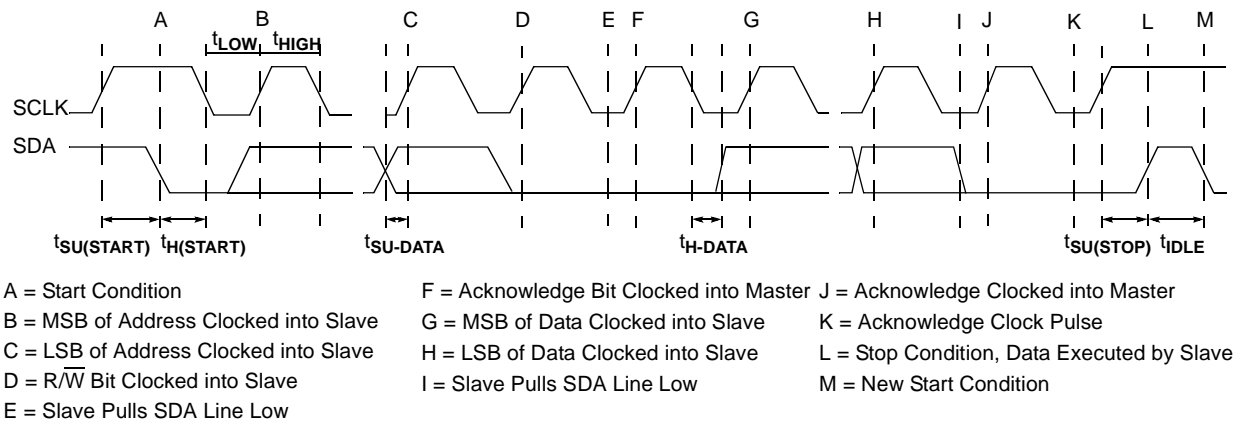 A B C D E F G H I J K L M
tLOW tHIGH
SCLK
SDA
tSU(START) tH(START) tSU-DATA tH-DATA tSU(STOP) tIDLE
A = Start Condition
B = MSB of Address Clocked into Slave
C = LSB of Address Clocked into Slave
D = R/W̅ Bit Clocked into Slave
E = Slave Pulls SDA Line Low
F = Acknowledge Bit Clocked into Master
G = MSB of Data Clocked into Slave
H = LSB of Data Clocked into Slave
I = Slave Pulls SDA Line Low
J = Acknowledge Clocked into Master
K = Acknowledge Clock Pulse
L = Stop Condition, Data Executed by Slave
M = New Start Condition